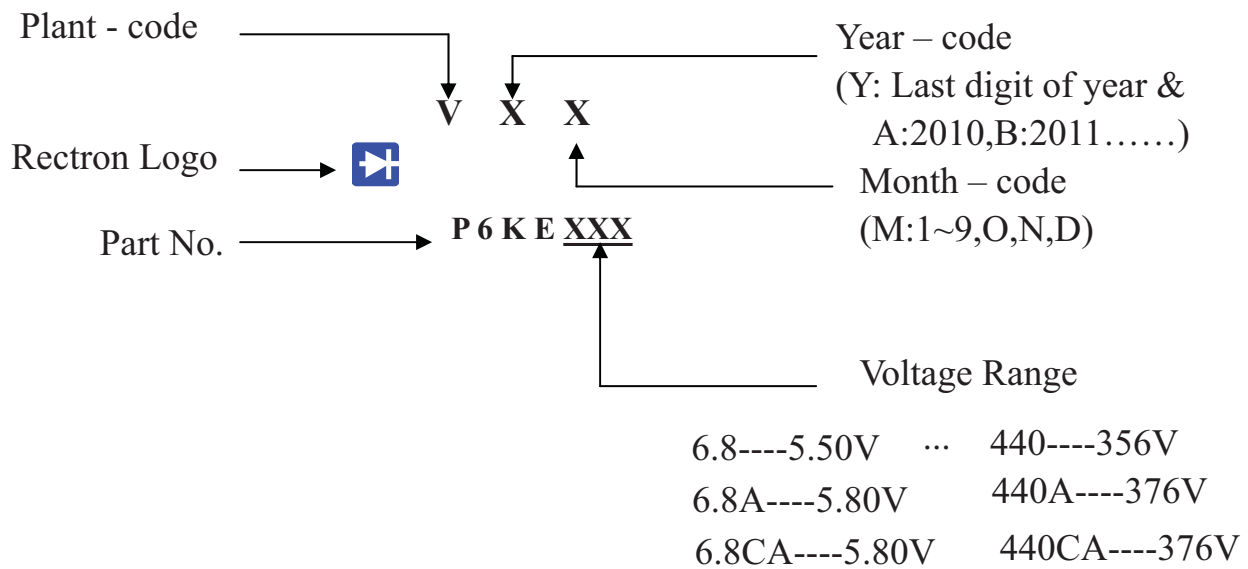 Plant - code
Year – code
(Y: Last digit of year &
A:2010,B:2011……)
V X X
Rectron Logo
Month – code
(M:1~9,O,N,D)
Part No.
P 6 K E XXX
Voltage Range
6.8----5.50V ... 440----356V
6.8A----5.80V 440A----376V
6.8CA----5.80V 440CA----376V